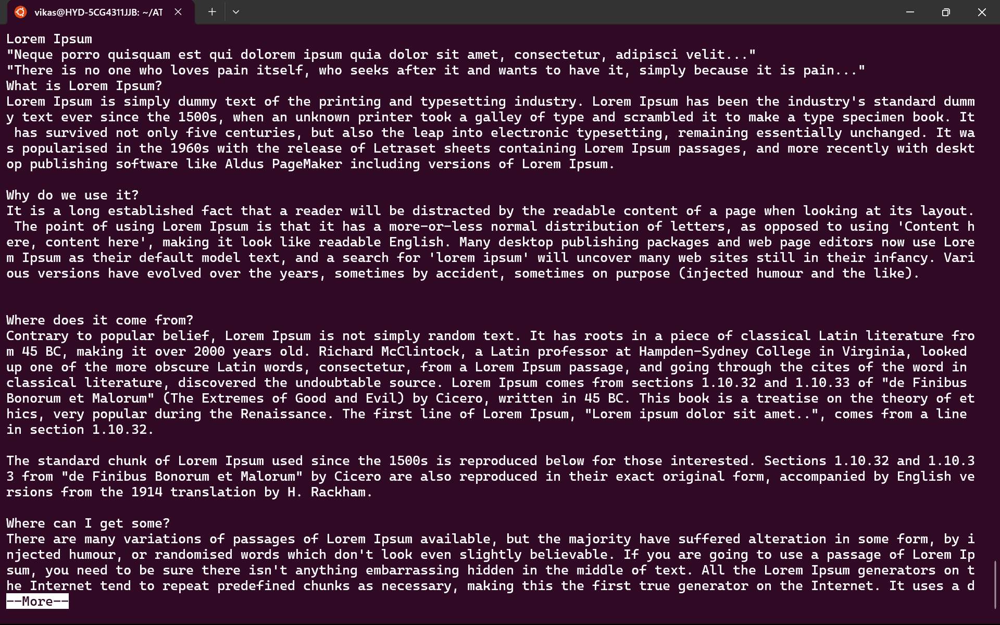 vikas@HYD-5CG4311JJB: ~/AT
Lorem Ipsum
"Neque porro quisquam est qui dolorem ipsum quia dolor sit amet, consectetur, adipisci velit..."
"There is no one who loves pain itself, who seeks after it and wants to have it, simply because it is pain..."
What is Lorem Ipsum?
Lorem Ipsum is simply dummy text of the printing and typesetting industry. Lorem Ipsum has been the industry's standard dumm
y text ever since the 1500s, when an unknown printer took a galley of type and scrambled it to make a type specimen book. It
 has survived not only five centuries, but also the leap into electronic typesetting, remaining essentially unchanged. It wa
s popularised in the 1960s with the release of Letraset sheets containing Lorem Ipsum passages, and more recently with deskt
op publishing software like Aldus PageMaker including versions of Lorem Ipsum.
Why do we use it?
It is a long established fact that a reader will be distracted by the readable content of a page when looking at its layout.
 The point of using Lorem Ipsum is that it has a more-or-less normal distribution of letters, as opposed to using 'Content h
ere, content here', making it look like readable English. Many desktop publishing packages and web page editors now use Lore
m Ipsum as their default model text, and a search for 'lorem ipsum' will uncover many web sites still in their infancy. Vari
ous versions have evolved over the years, sometimes by accident, sometimes on purpose (injected humour and the like).
Where does it come from?
Contrary to popular belief, Lorem Ipsum is not simply random text. It has roots in a piece of classical Latin literature fro
m 45 BC, making it over 2000 years old. Richard McClintock, a Latin professor at Hampden-Sydney College in Virginia, looked
up one of the more obscure Latin words, consectetur, from a Lorem Ipsum passage, and going through the cites of the word in
classical literature, discovered the undoubtable source. Lorem Ipsum comes from sections 1.10.32 and 1.10.33 of "de Finibus
Bonorum et Malorum" (The Extremes of Good and Evil) by Cicero, written in 45 BC. This book is a treatise on the theory of et
hics, very popular during the Renaissance. The first line of Lorem Ipsum, "Lorem ipsum dolor sit amet..", comes from a line
in section 1.10.32.
The standard chunk of Lorem Ipsum used since the 1500s is reproduced below for those interested. Sections 1.10.32 and 1.10.3
3 from "de Finibus Bonorum et Malorum" by Cicero are also reproduced in their exact original form, accompanied by English ve
rsions from the 1914 translation by H. Rackham.
Where can I get some?
There are many variations of passages of Lorem Ipsum available, but the majority have suffered alteration in some form, by i
njected humour, or randomised words which don't look even slightly believable. If you are going to use a passage of Lorem Ip
sum, you need to be sure there isn't anything embarrassing hidden in the middle of text. All the Lorem Ipsum generators on t
he Internet tend to repeat predefined chunks as necessary, making this the first true generator on the Internet. It uses a d
--More--